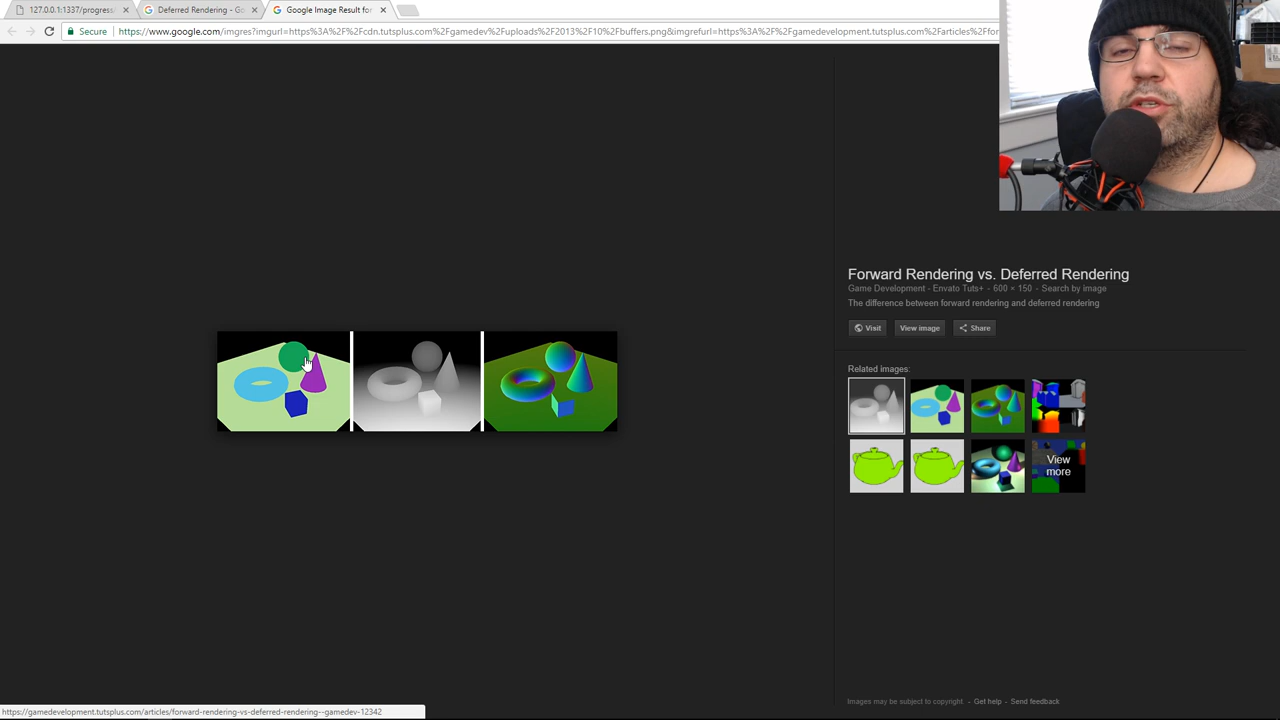 127.0.0.1:1337/progress
Deferred Rendering - Go
Google Image Result for
Secure
https://www.google.com/imgres?imgurl=https%3A%2F%2Fcdn.tutsplus.com%2Fgamedev%2Fuploads%2F2013%2F10%2Fbuffers.png&imgrefurl=https%3A%2F%2Fgamedevelopment.tutsplus.com%2Farticles%2Ffor
Forward Rendering vs. Deferred Rendering
Game Development - Envato Tuts+ - 600 × 150 - Search by image
The difference between forward rendering and deferred rendering
Visit View image Share
Related images:
View
more
Images may be subject to copyright. - Get help - Send feedback
https://gamedevelopment.tutsplus.com/articles/forward-rendering-vs-deferred-rendering--gamedev-12342